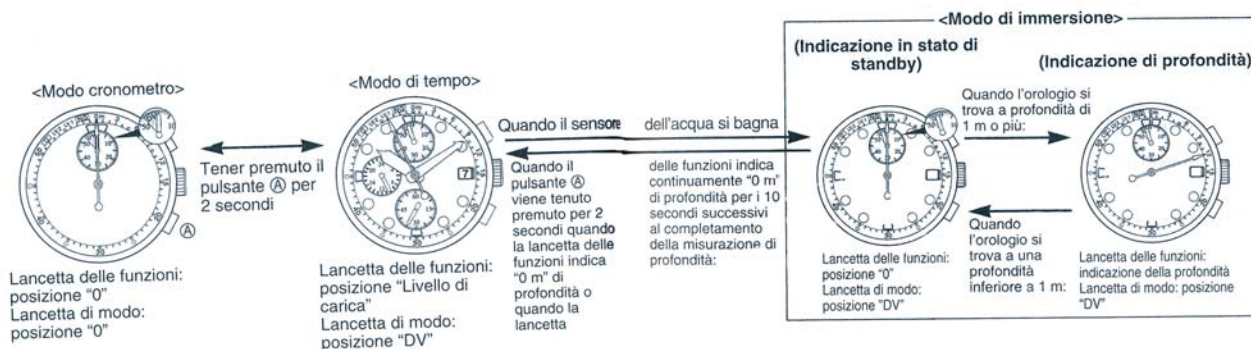 <Modo cronometro>
Tener premuto il
pulsante Ⓐ per
2 secondi
Ⓐ
Lancetta delle funzioni:
posizione “0”
Lancetta di modo:
posizione “0”
<Modo di tempo>
Lancetta delle funzioni:
posizione “Livello di
carica”
Lancetta di modo:
posizione “DV”
Quando il sensore dell'acqua si bagna
Quando il
pulsante Ⓐ
viene tenuto
premuto per 2
secondi quando
la lancetta delle
funzioni indica
“0 m” di
profondità o
quando la
lancetta
delle funzioni indica
continuamente “0 m”
di profondità per i 10
secondi successivi
al completamento
della misurazione di
profondità:
<Modo di immersione>
(Indicazione in stato di
standby)
Lancetta delle funzioni:
posizione “0”
Lancetta di modo:
posizione "DV"
Quando l'orologio si
trova a profondità di
1 m o più:
Quando
l'orologio si
trova a una
profondità
inferiore a 1 m:
(Indicazione di profondità)
Lancetta delle funzioni:
indicazione della profondità
Lancetta di modo: posizione
“DV”